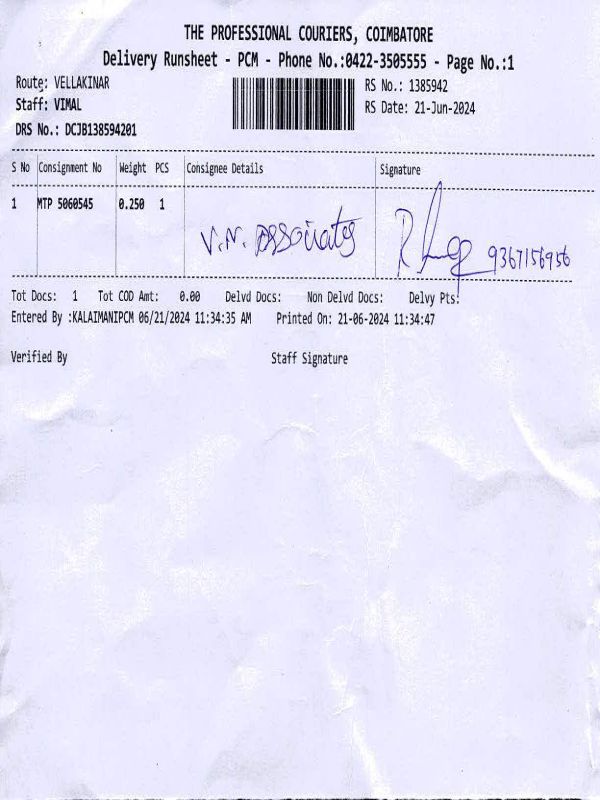 THE PROFESSIONAL COURIERS, COIMBATORE
Delivery Runsheet - PCM - Phone No.:0422-3505555 - Page No.:1
Route: VELLAKINAR RS No.: 1385942
Staff: VIMAL RS Date: 21-Jun-2024
DRS No.: DCJB138594201
S No Consignment No Weight PCS Consignee Details Signature
1 MTP 5060545 0.250 1
V.N. Associates
9367156956
Tot Docs: 1 Tot COD Amt: 0.00 Delvd Docs: Non Delvd Docs: Delvy Pts:
Entered By :KALAIMANIPCM 06/21/2024 11:34:35 AM Printed On: 21-06-2024 11:34:47
Verified By Staff Signature